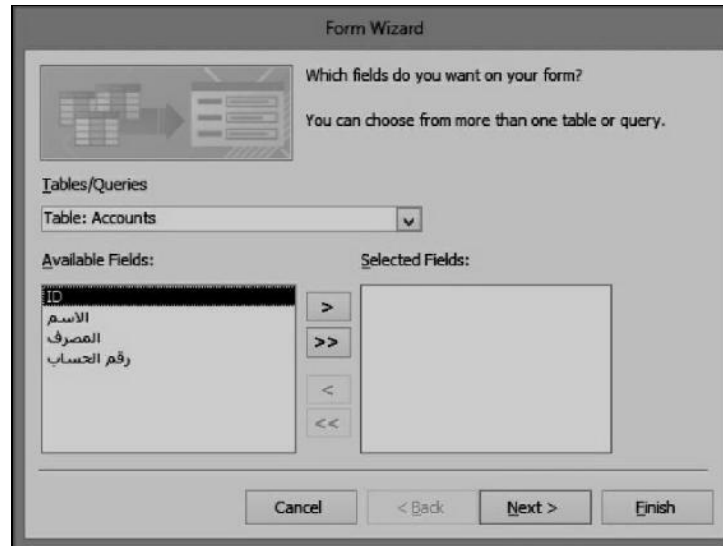 Form Wizard
Which fields do you want on your form?
You can choose from more than one table or query.
Tables/Queries
Table: Accounts
Available Fields:
Selected Fields:
ID
الاسم
المصرف
رقم الحساب
>
>>
<
<<
Cancel
< Back
Next >
Finish